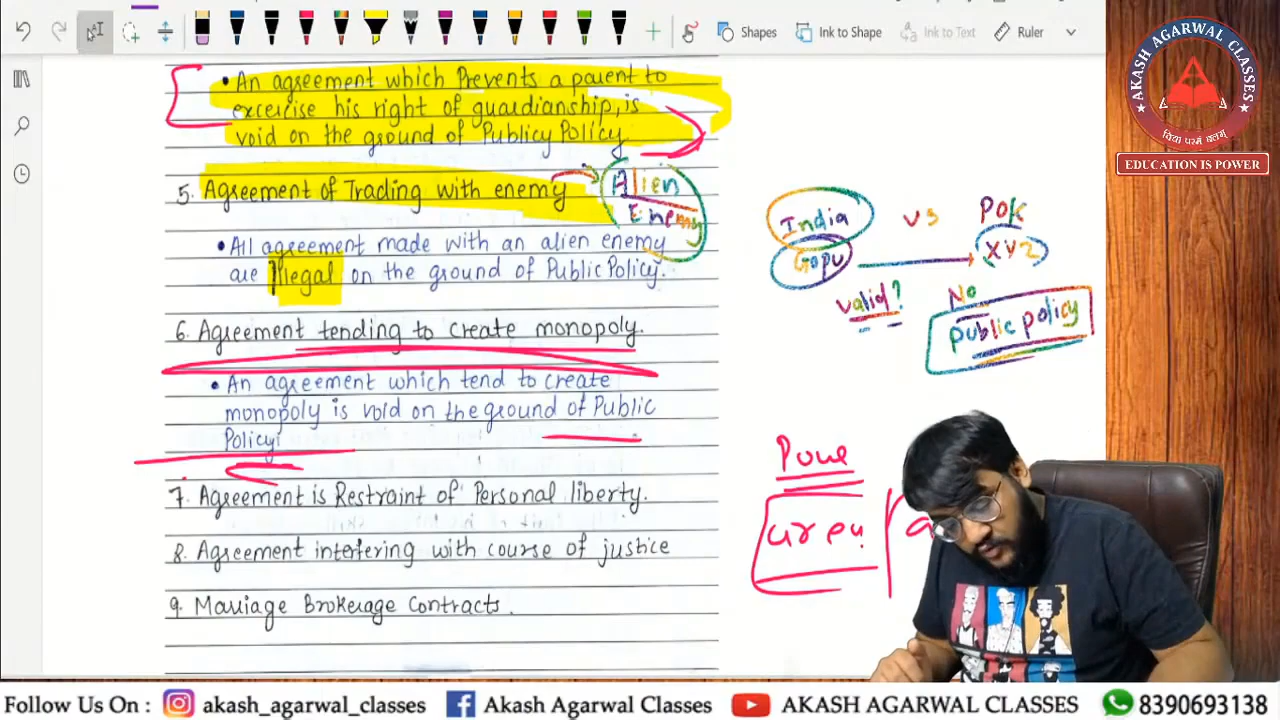 Shapes
Ink to Shape
Ink to Text
Ruler
AKASH AGARWAL CLASSES
विद्या परमं बलम्
EDUCATION IS POWER
• An agreement which Prevents a parent to
excercise his right of guardianship, is
void on the ground of Publicy Policy
5. Agreement of Trading with enemy
Alien
Enemy
• All agreement made with an alien enemy
are illegal on the ground of Public Policy.
6. Agreement tending to create monopoly.
• An agreement which tend to create
monopoly is void on the ground of Public
Policy.
7. Agreement is Restraint of Personal liberty.
8. Agreement interfering with course of justice
9. Marriage Brokerage Contracts.
India vs POK
Gopu XYZ
valid? No
public policy
Pune
Follow Us On : akash_agarwal_classes Akash Agarwal Classes AKASH AGARWAL CLASSES 8390693138